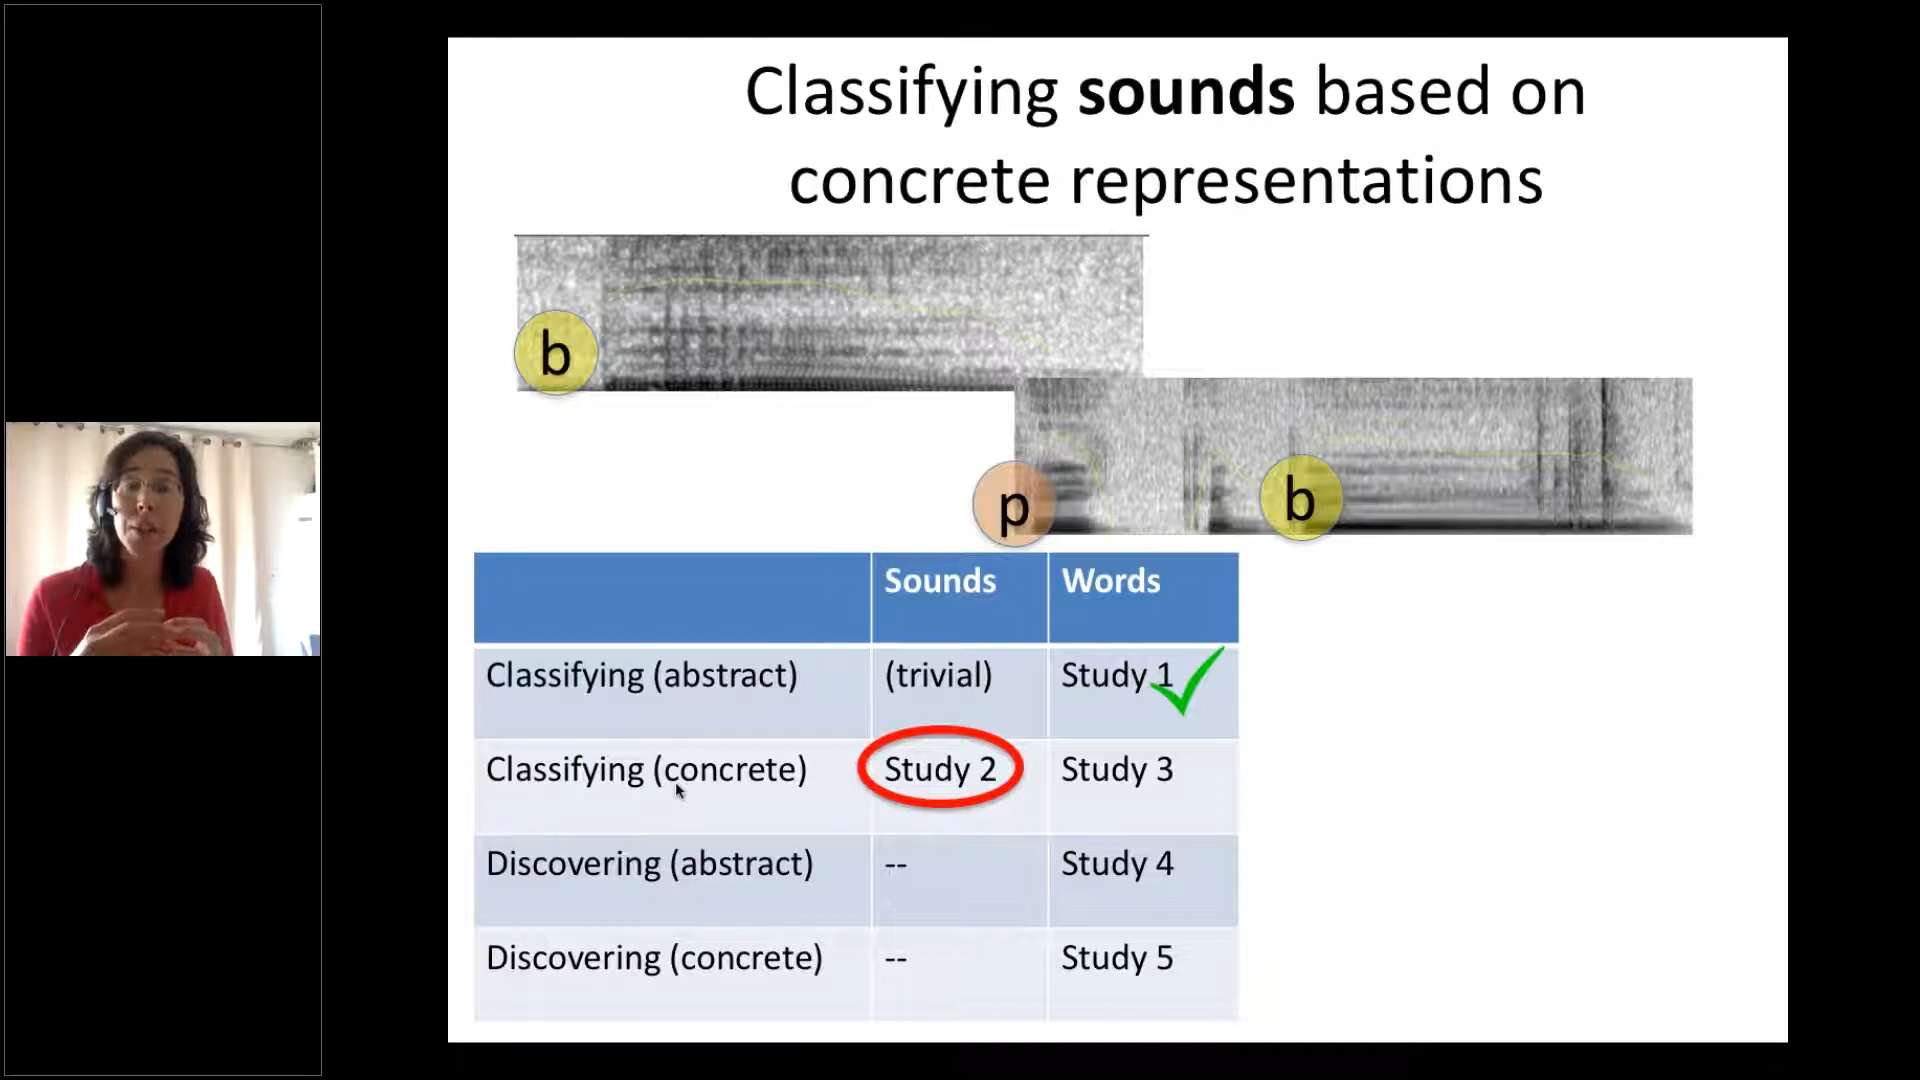 Classifying sounds based on
concrete representations
b
p
b
Sounds Words
Classifying (abstract) (trivial) Study 1
Classifying (concrete) Study 2 Study 3
Discovering (abstract) -- Study 4
Discovering (concrete) -- Study 5